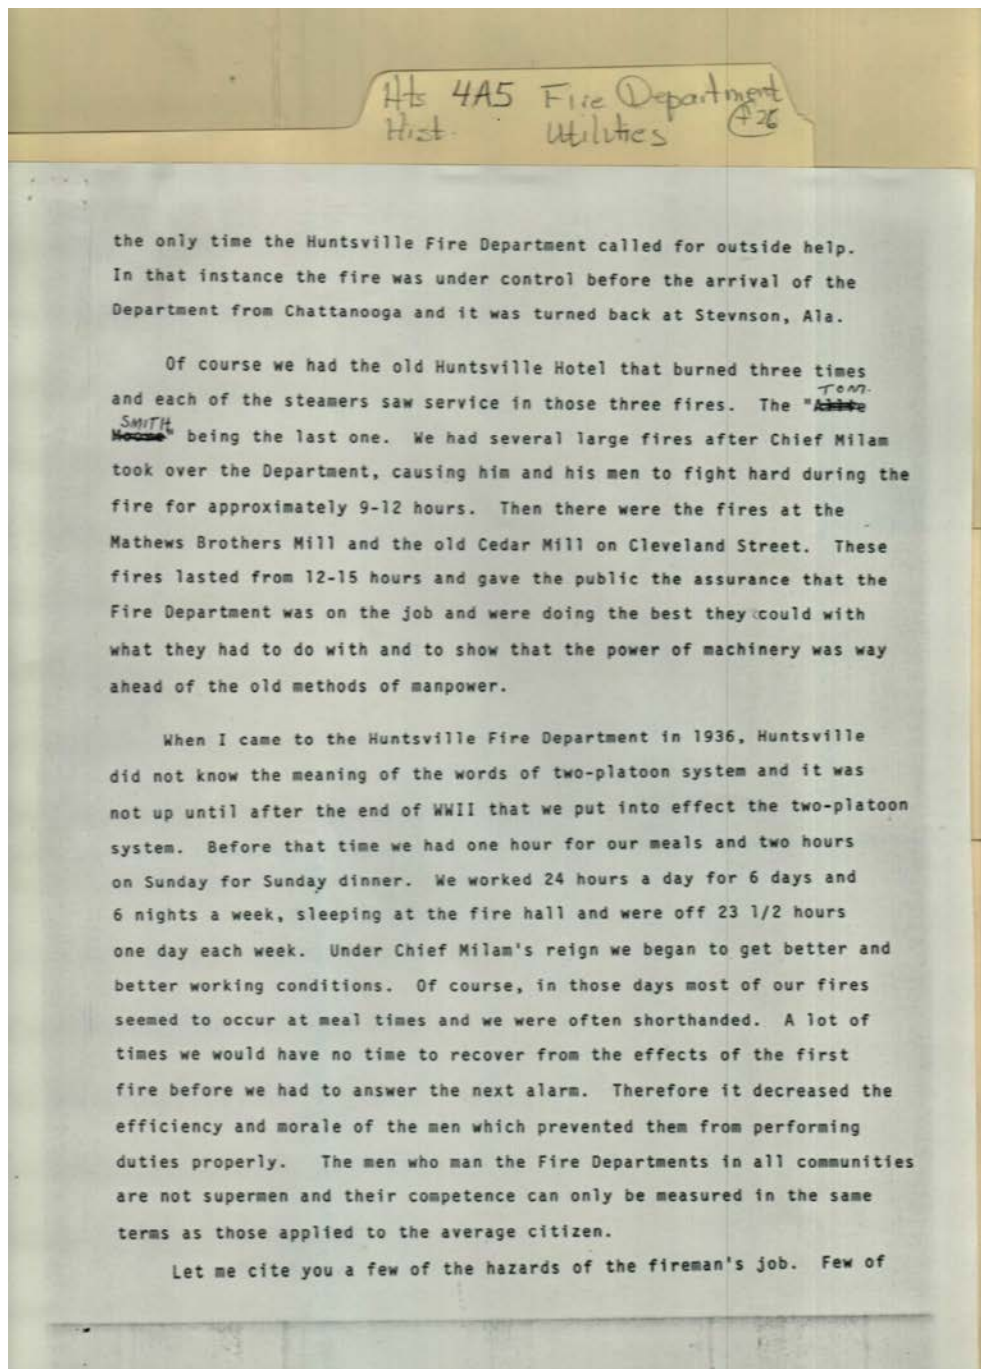 Hts 4A5 Fire Department
Hist. Utilities +26
the only time the Huntsville Fire Department called for outside help.
In that instance the fire was under control before the arrival of the
Department from Chattanooga and it was turned back at Stevnson, Ala.
Of course we had the old Huntsville Hotel that burned three times
TOM.
and each of the steamers saw service in those three fires. The "
SMITH
" being the last one. We had several large fires after Chief Milam
took over the Department, causing him and his men to fight hard during the
fire for approximately 9-12 hours. Then there were the fires at the
Mathews Brothers Mill and the old Cedar Mill on Cleveland Street. These
fires lasted from 12-15 hours and gave the public the assurance that the
Fire Department was on the job and were doing the best they could with
what they had to do with and to show that the power of machinery was way
ahead of the old methods of manpower.
When I came to the Huntsville Fire Department in 1936, Huntsville
did not know the meaning of the words of two-platoon system and it was
not up until after the end of WWII that we put into effect the two-platoon
system. Before that time we had one hour for our meals and two hours
on Sunday for Sunday dinner. We worked 24 hours a day for 6 days and
6 nights a week, sleeping at the fire hall and were off 23 1/2 hours
one day each week. Under Chief Milam's reign we began to get better and
better working conditions. Of course, in those days most of our fires
seemed to occur at meal times and we were often shorthanded. A lot of
times we would have no time to recover from the effects of the first
fire before we had to answer the next alarm. Therefore it decreased the
efficiency and morale of the men which prevented them from performing
duties properly. The men who man the Fire Departments in all communities
are not supermen and their competence can only be measured in the same
terms as those applied to the average citizen.
Let me cite you a few of the hazards of the fireman's job. Few of